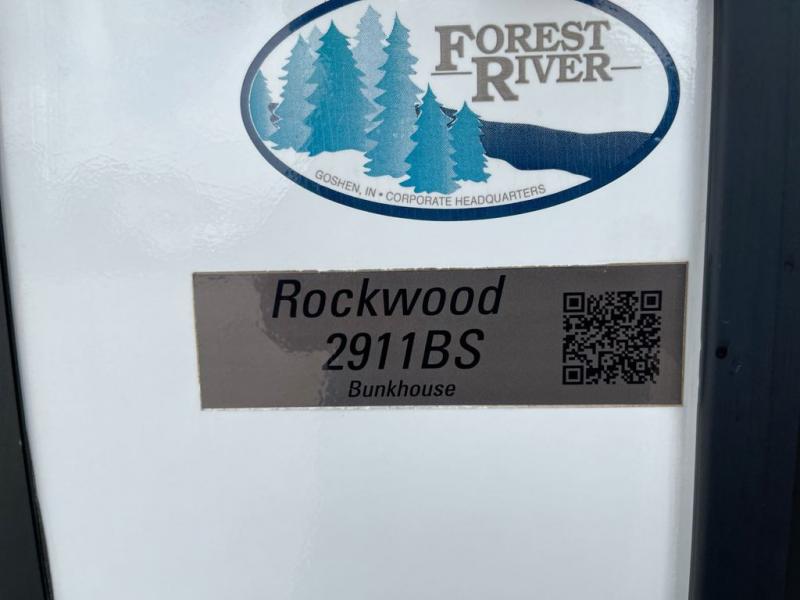 FOREST
RIVER
GOSHEN, IN • CORPORATE HEADQUARTERS
Rockwood
2911BS
Bunkhouse